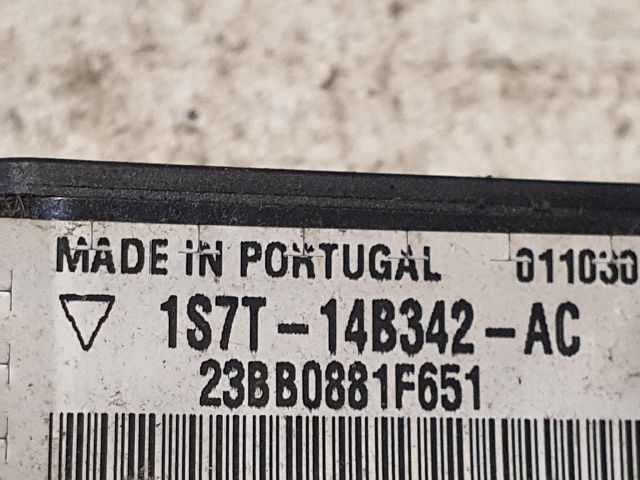 MADE IN PORTUGAL 011030
1S7T-14B342-AC
23BB0881F651